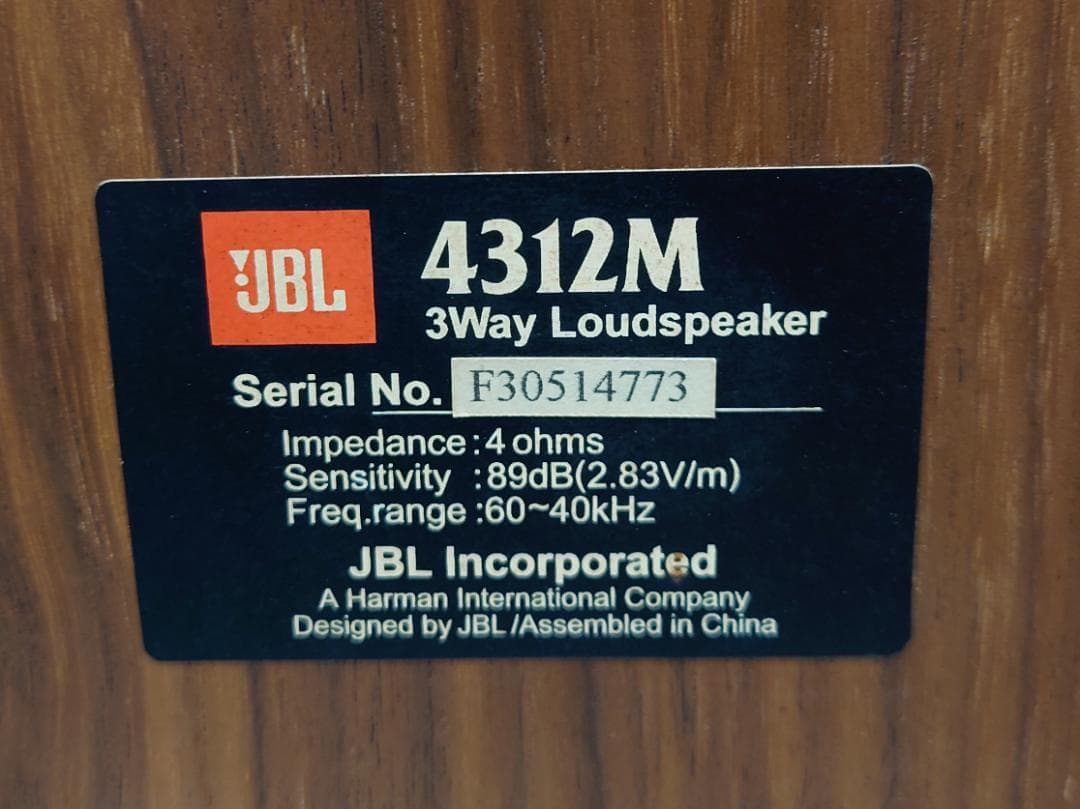 JBL
4312M
3Way Loudspeaker
Serial No. F30514773
Impedance:4 ohms
Sensitivity :89dB(2.83V/m)
Freq.range :60~40kHz
JBL Incorporated
A Harman International Company
Designed by JBL/Assembled in China